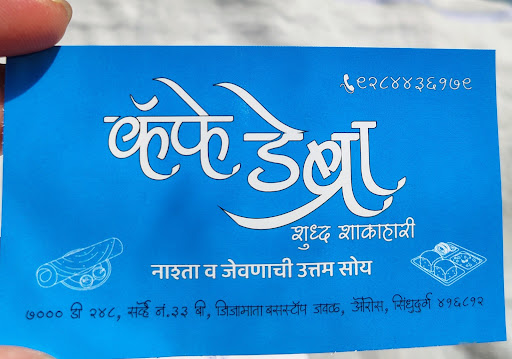 ९२८४४३६१७९
कॅफे डेब्रा
शुध्द शाकाहारी
नाश्ता व जेवणाची उत्तम सोय
७००० डी २४८, सर्व्हे नं.३३ बी, जिजामाता बसस्टॉप जवळ, ओरोस, सिंधुदुर्ग ४१६८१२